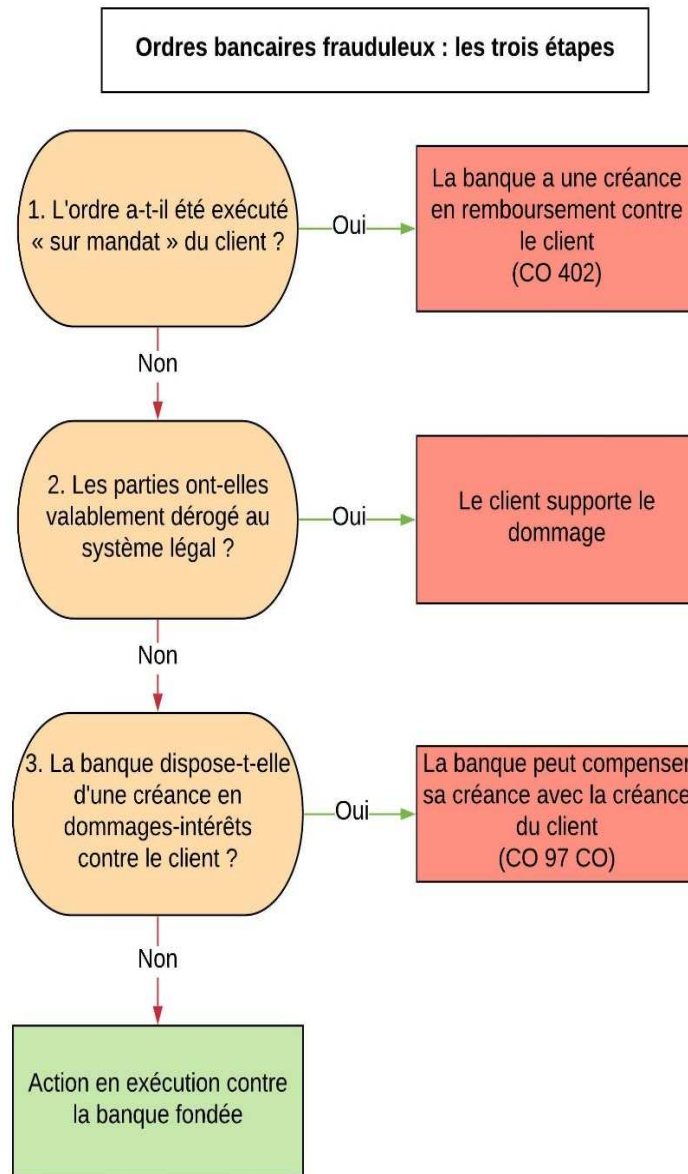 Ordres bancaires frauduleux : les trois étapes
1. L'ordre a-t-il été exécuté
« sur mandat » du client ?
Oui
La banque a une créance
en remboursement contre
le client
(CO 402)
Non
2. Les parties ont-elles
valablement dérogé au
système légal ?
Oui
Le client supporte le
dommage
Non
3. La banque dispose-t-elle
d'une créance en
dommages-intérêts
contre le client ?
Oui
La banque peut compenser
sa créance avec la créance
du client
(CO 97 CO)
Non
Action en exécution contre
la banque fondée